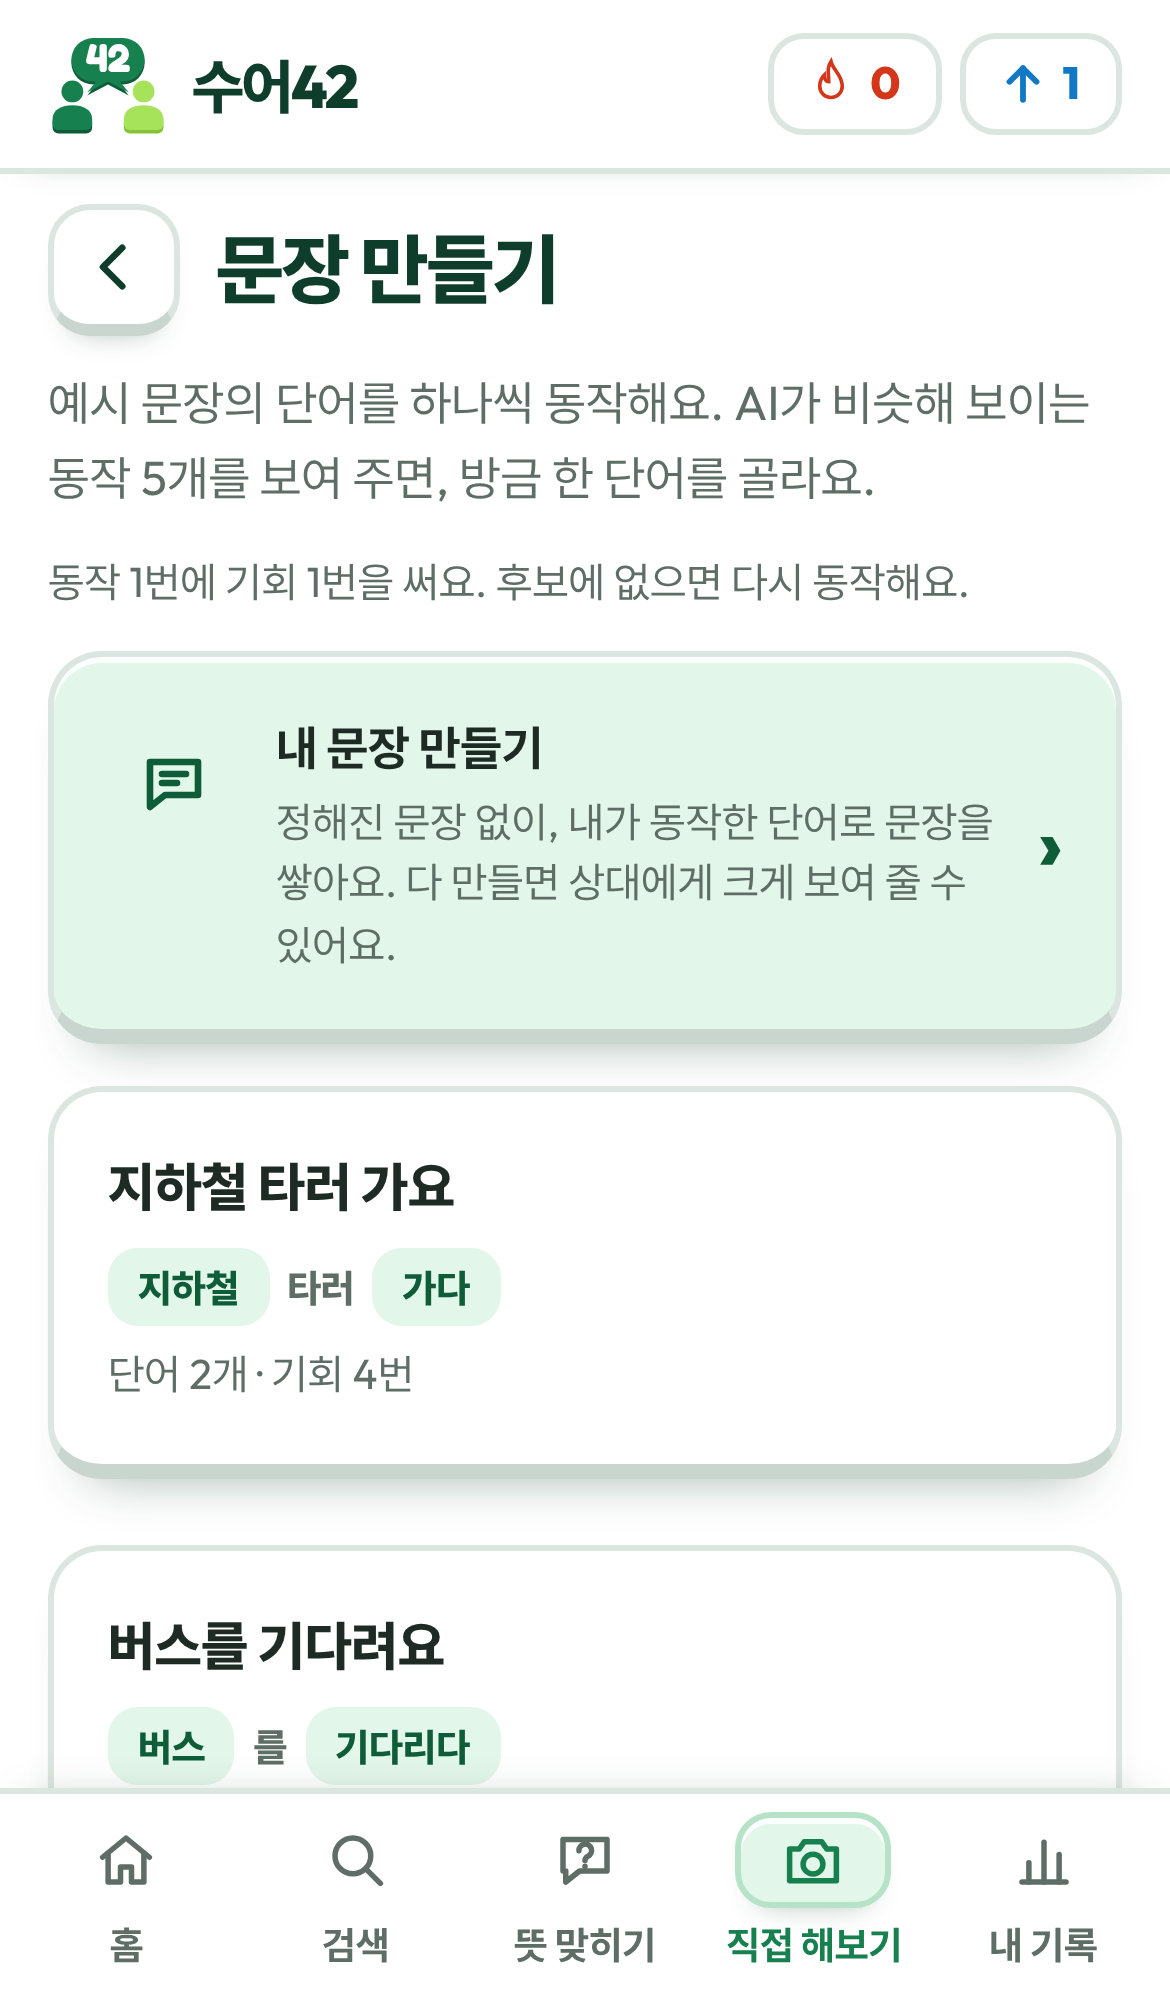 42
수어42
0
1
문장 만들기
예시 문장의 단어를 하나씩 동작해요. AI가 비슷해 보이는
동작 5개를 보여 주면, 방금 한 단어를 골라요.
동작 1번에 기회 1번을 써요. 후보에 없으면 다시 동작해요.
내 문장 만들기
정해진 문장 없이, 내가 동작한 단어로 문장을
쌓아요. 다 만들면 상대에게 크게 보여 줄 수
있어요.
지하철 타러 가요
지하철 타러 가다
단어 2개·기회 4번
버스를 기다려요
버스 를 기다리다
홈
검색
뜻 맞히기
직접 해보기
내 기록